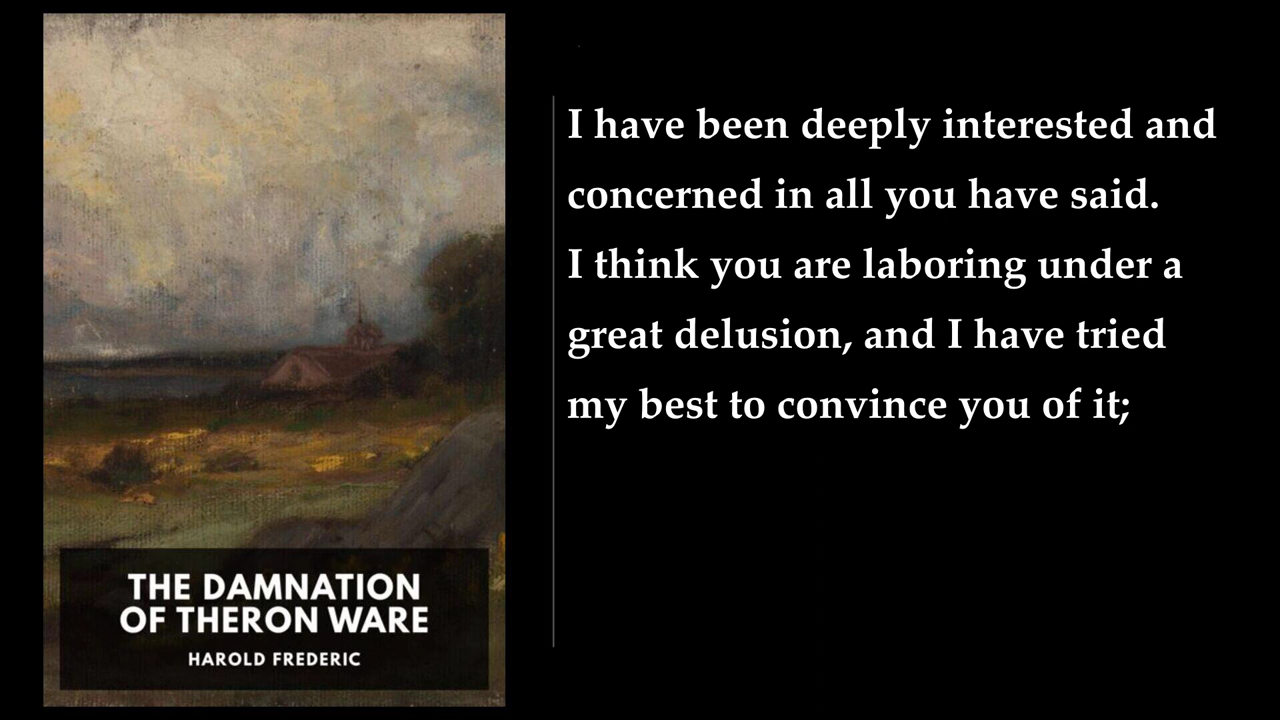 I have been deeply interested and
concerned in all you have said.
I think you are laboring under a
great delusion, and I have tried
my best to convince you of it;
THE DAMNATION
OF THERON WARE
HAROLD FREDERIC